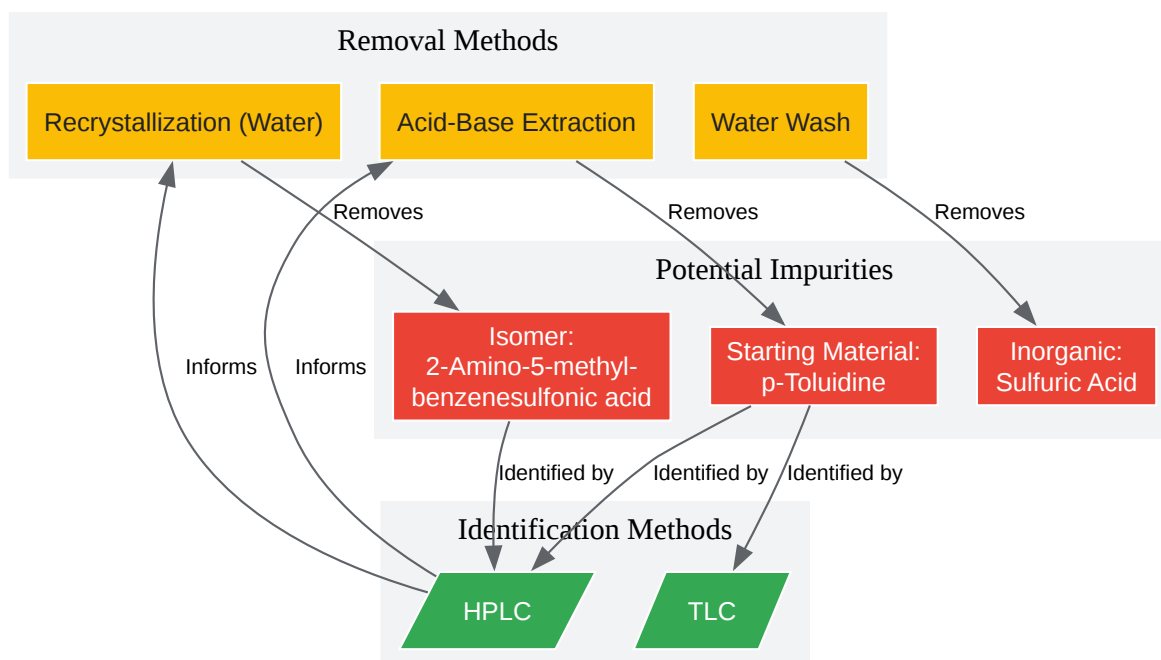 Removal Methods
Recrystallization (Water)
Acid-Base Extraction
Water Wash
Removes
Removes
Removes
Potential Impurities
Isomer:
2-Amino-5-methyl-
benzenesulfonic acid
Starting Material:
p-Toluidine
Inorganic:
Sulfuric Acid
Informs
Informs
Identified by
Identified by
Identified by
Identification Methods
HPLC
TLC